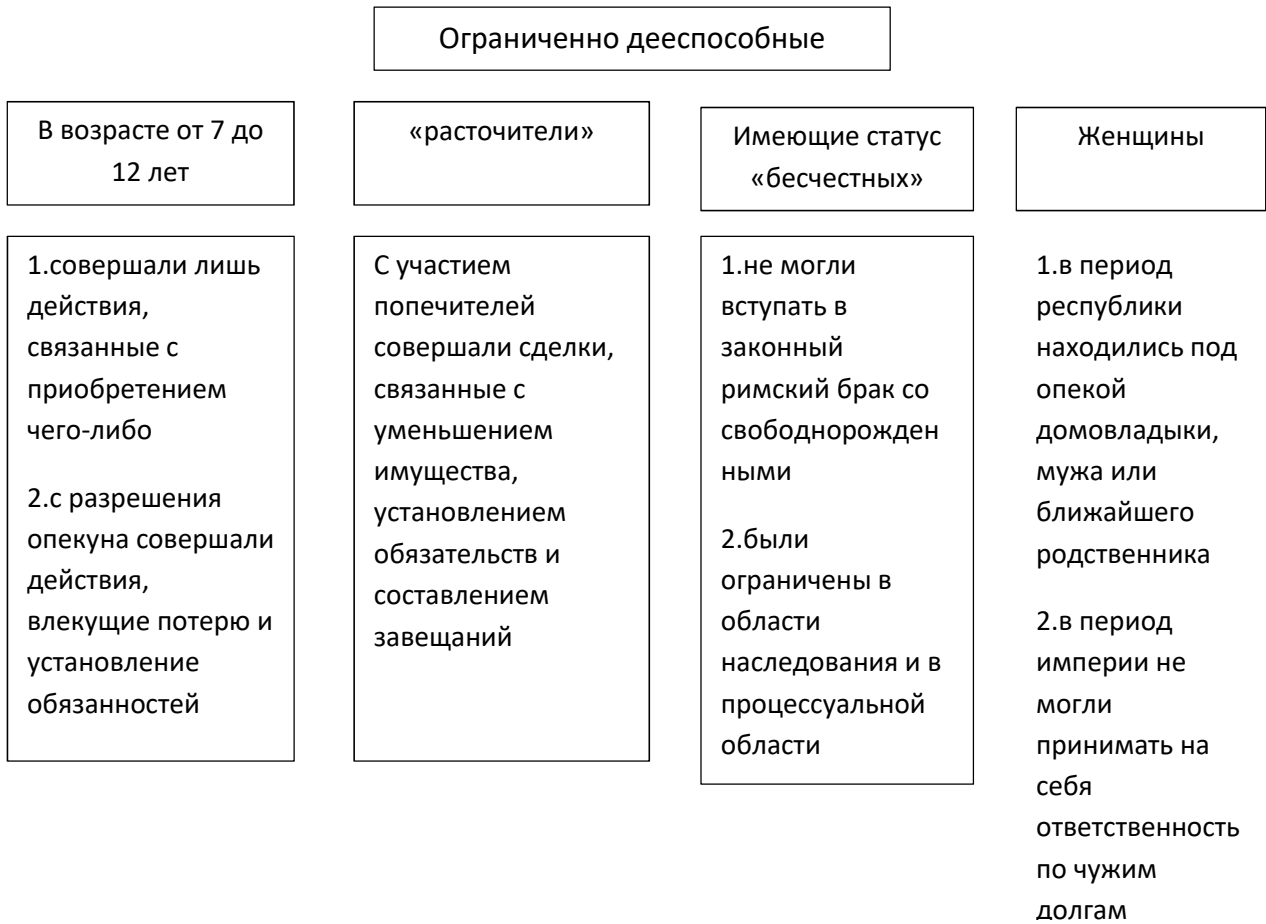 Ограниченно дееспособные
В возрасте от 7 до
12 лет
«расточители»
Имеющие статус
«бесчестных»
Женщины
1.совершали лишь
действия,
связанные с
приобретением
чего-либо
2.с разрешения
опекуна совершали
действия,
влекущие потерю и
установление
обязанностей
С участием
попечителей
совершали сделки,
связанные с
уменьшением
имущества,
установлением
обязательств и
составлением
завещаний
1.не могли
вступать в
законный
римский брак со
свободнорожден
ными
2.были
ограничены в
области
наследования и в
процессуальной
области
1.в период
республики
находились под
опекой
домовладыки,
мужа или
ближайшего
родственника
2.в период
империи не
могли
принимать на
себя
ответственность
по чужим
долгам